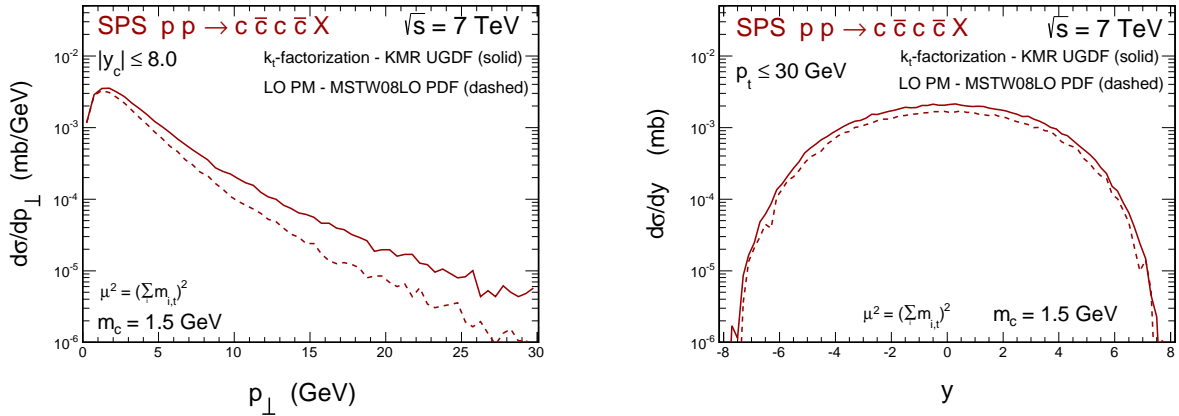 SPS p p → c c̄ c c̄ X √s = 7 TeV
|y_c| ≤ 8.0
k_t-factorization - KMR UGDF (solid)
LO PM - MSTW08LO PDF (dashed)
dσ/dp_⊥ (mb/GeV)
10^-2
10^-3
10^-4
10^-5
10^-6
μ² = (∑m_i,t)²
m_c = 1.5 GeV
0 5 10 15 20 25 30
p_⊥ (GeV)
SPS p p → c c̄ c c̄ X √s = 7 TeV
k_t-factorization - KMR UGDF (solid)
p_t ≤ 30 GeV
LO PM - MSTW08LO PDF (dashed)
dσ/dy (mb)
10^-2
10^-3
10^-4
10^-5
10^-6
μ² = (∑m_i,t)² m_c = 1.5 GeV
-8 -6 -4 -2 0 2 4 6 8
y